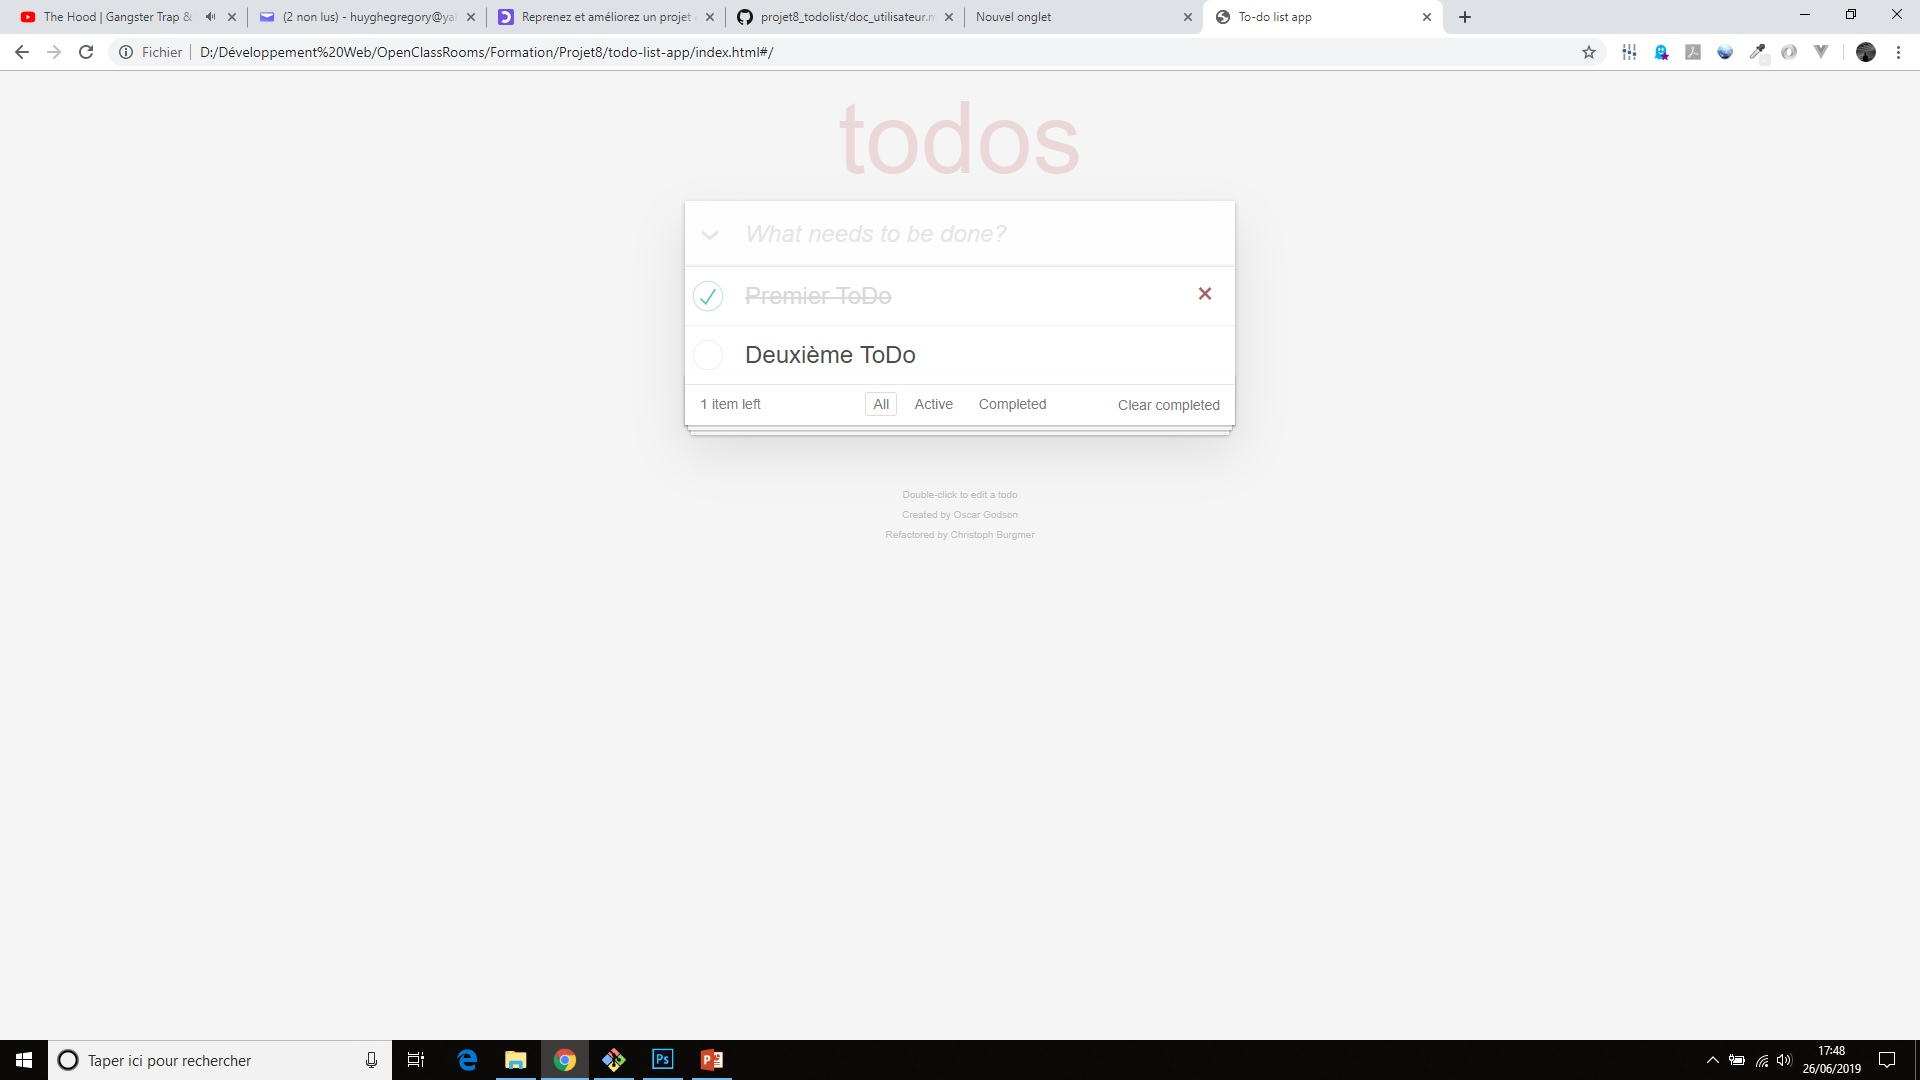 The Hood | Gangster Trap &
(2 non lus) - huyghegregory@ya
Reprenez et améliorez un projet
projet8_todolist/doc_utilisateur.m
Nouvel onglet
To-do list app
Fichier
D:/Développement%20Web/OpenClassRooms/Formation/Projet8/todo-list-app/index.html#/
todos
What needs to be done?
Premier ToDo
Deuxième ToDo
1 item left
All
Active
Completed
Clear completed
Double-click to edit a todo
Created by Oscar Godson
Refactored by Christoph Burgmer
Taper ici pour rechercher
Ps
17:48
26/06/2019